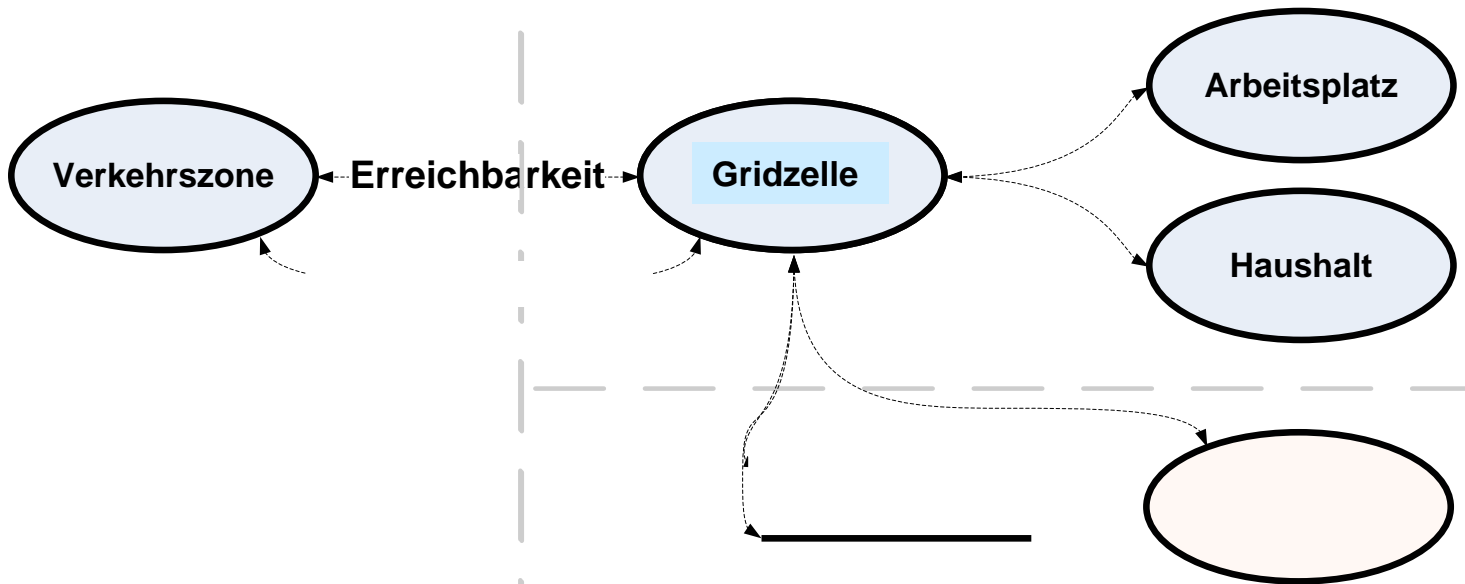 Arbeitsplatz
Verkehrszone
Erreichbarkeit
Gridzelle
Haushalt